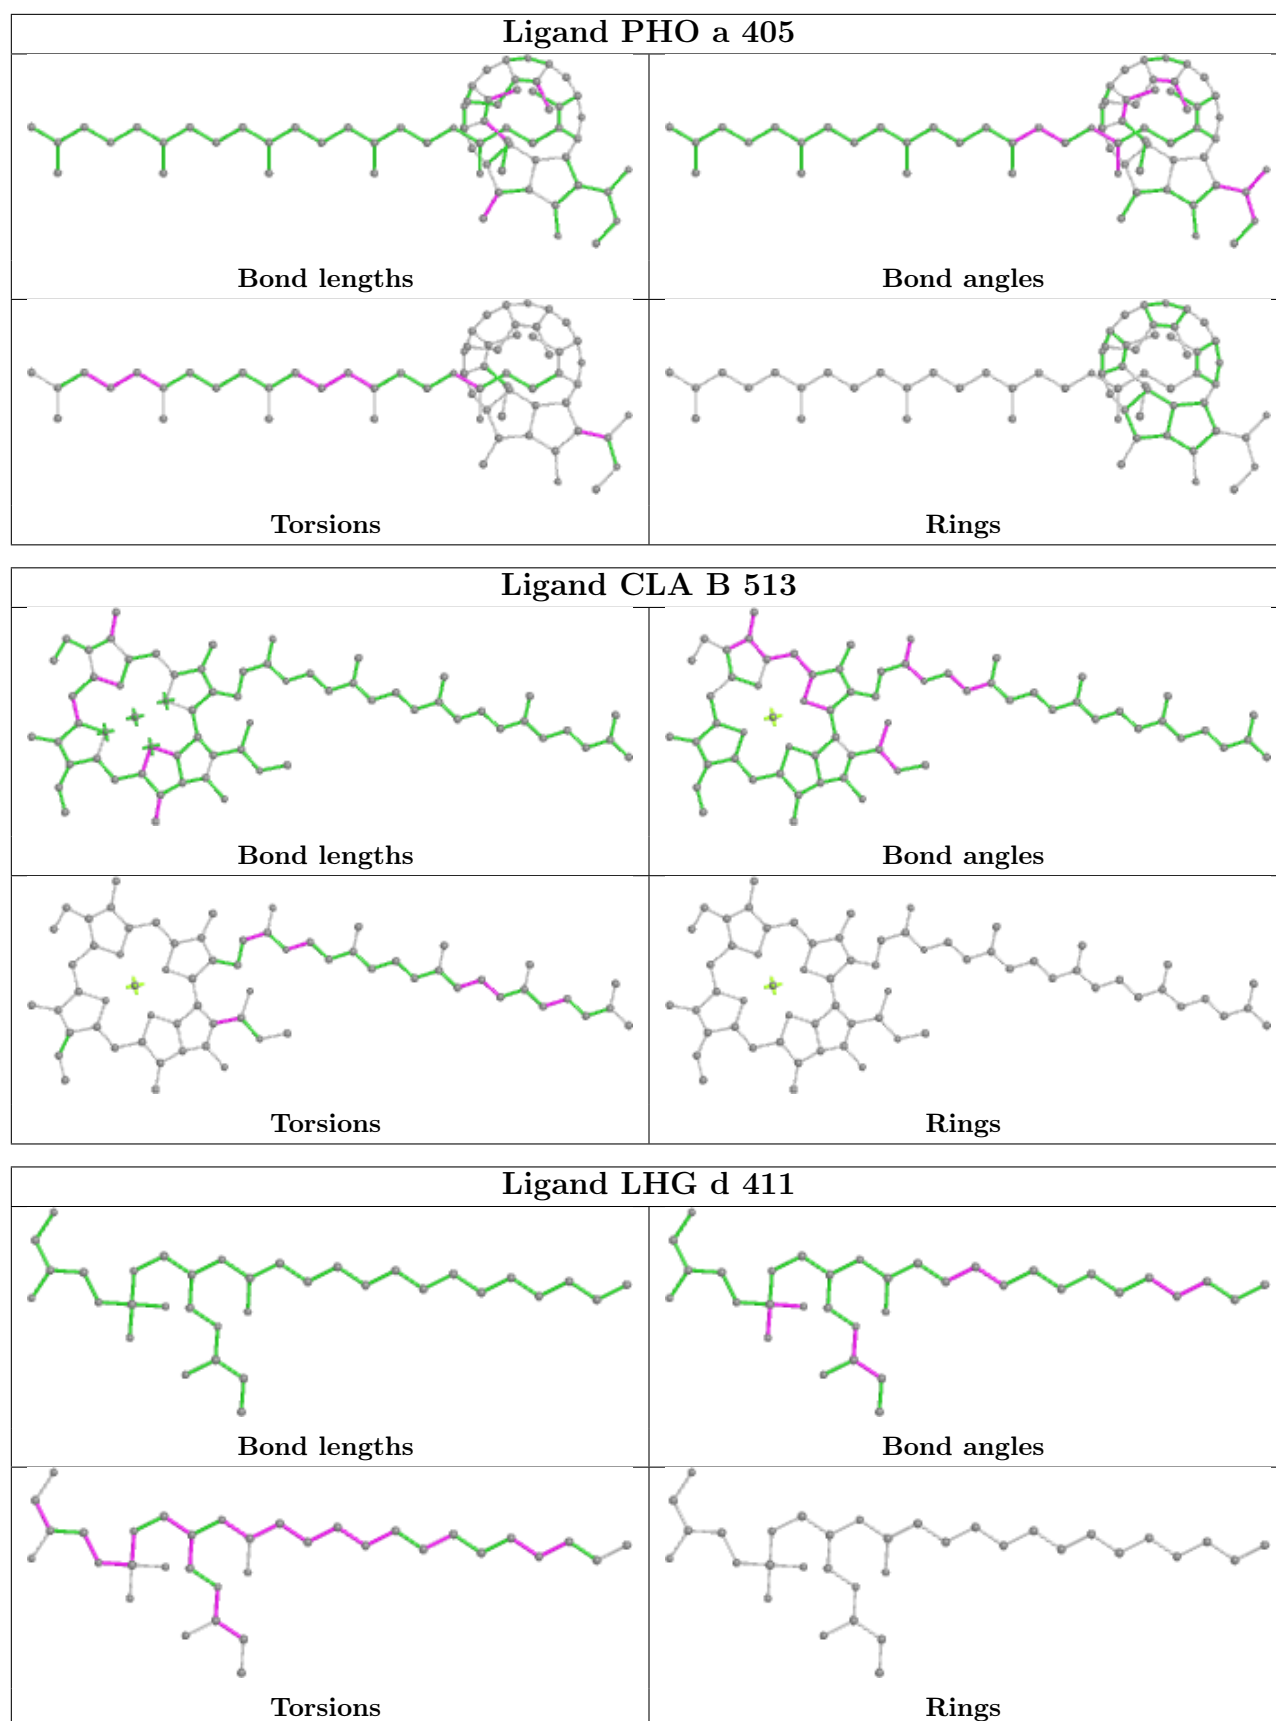 Ligand PHO a 405
Bond lengths
Bond angles
Torsions
Rings
Ligand CLA B 513
Bond lengths
Bond angles
Torsions
Rings
Ligand LHG d 411
Bond lengths
Bond angles
Torsions
Rings